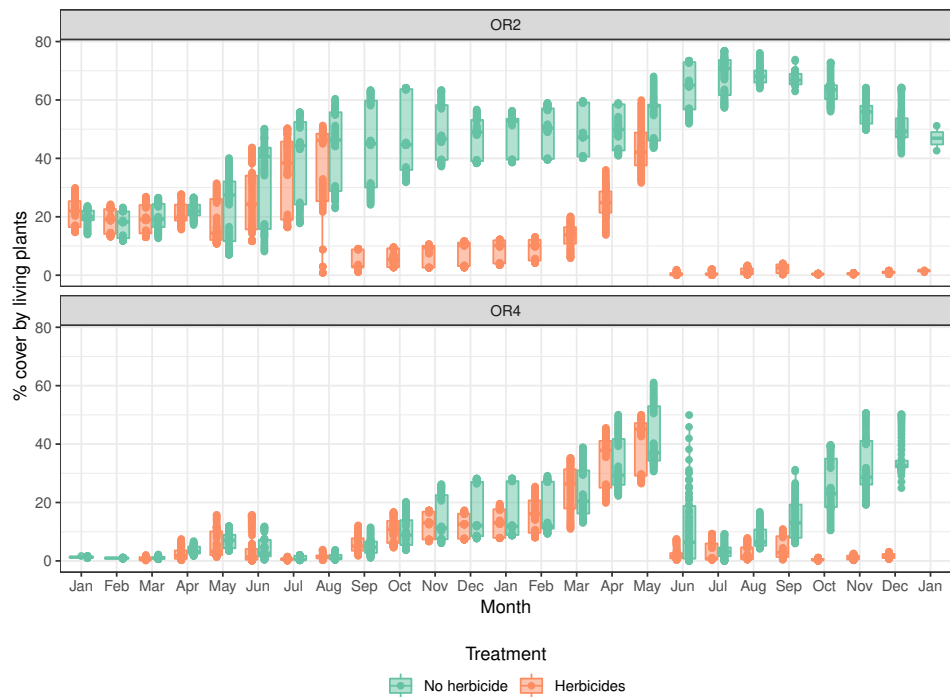 OR2
80
60
40
20
0
OR4
80
60
40
20
0
% cover by living plants
Jan Feb Mar Apr May Jun Jul Aug Sep Oct Nov Dec Jan Feb Mar Apr May Jun Jul Aug Sep Oct Nov Dec Jan
Month
Treatment
No herbicide Herbicides